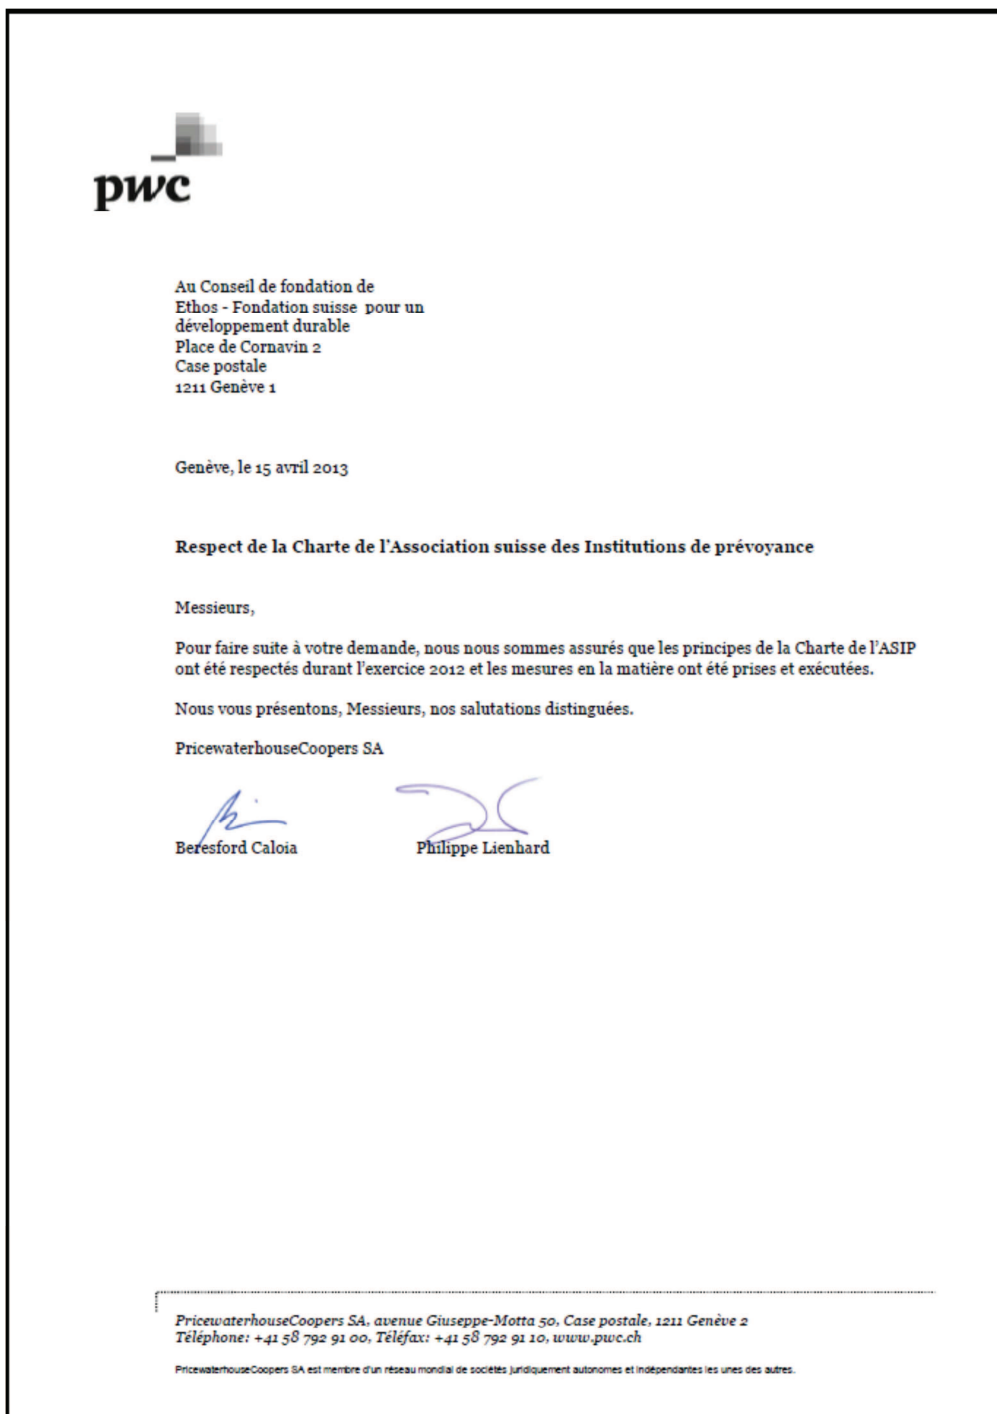 pwc
Au Conseil de fondation de
Ethos - Fondation suisse pour un
développement durable
Place de Cornavin 2
Case postale
1211 Genève 1
Genève, le 15 avril 2013
Respect de la Charte de l'Association suisse des Institutions de prévoyance
Messieurs,
Pour faire suite à votre demande, nous nous sommes assurés que les principes de la Charte de l'ASIP
ont été respectés durant l'exercice 2012 et les mesures en la matière ont été prises et exécutées.
Nous vous présentons, Messieurs, nos salutations distinguées.
PricewaterhouseCoopers SA
Beresford Caloia Philippe Lienhard
PricewaterhouseCoopers SA, avenue Giuseppe-Motta 50, Case postale, 1211 Genève 2
Téléphone: +41 58 792 91 00, Téléfax: +41 58 792 91 10, www.pwc.ch
PricewaterhouseCoopers SA est membre d'un réseau mondial de sociétés juridiquement autonomes et indépendantes les unes des autres.